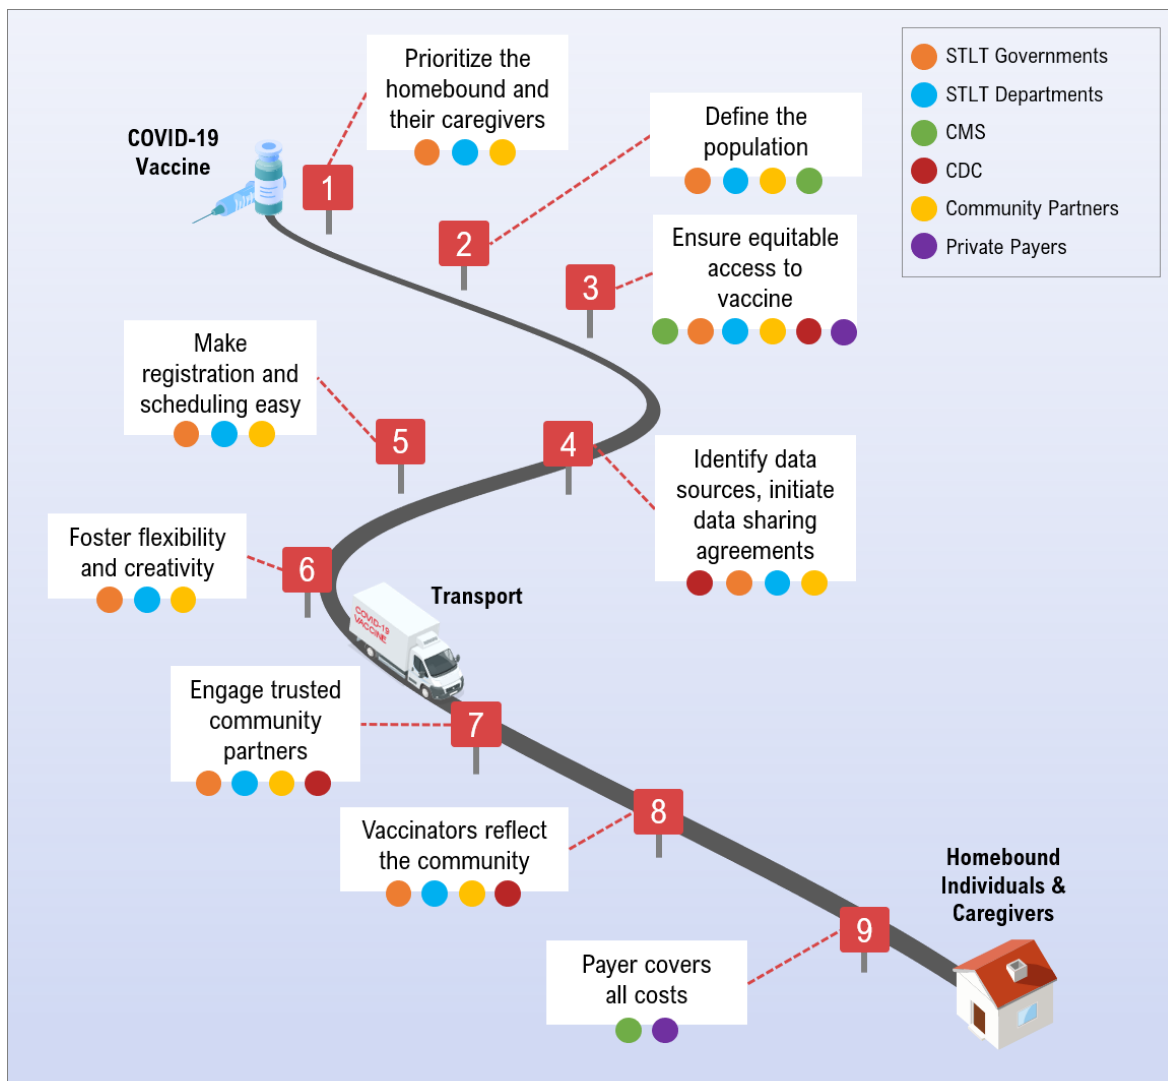 COVID-19
Vaccine
1
Prioritize the
homebound and
their caregivers
2
Define the
population
3
Ensure equitable
access to
vaccine
STLT Governments
STLT Departments
CMS
CDC
Community Partners
Private Payers
4
Identify data
sources, initiate
data sharing
agreements
5
Make
registration and
scheduling easy
6
Foster flexibility
and creativity
Transport
COVID-19
VACCINE
7
Engage trusted
community
partners
8
Vaccinators reflect
the community
9
Payer covers
all costs
Homebound
Individuals &
Caregivers